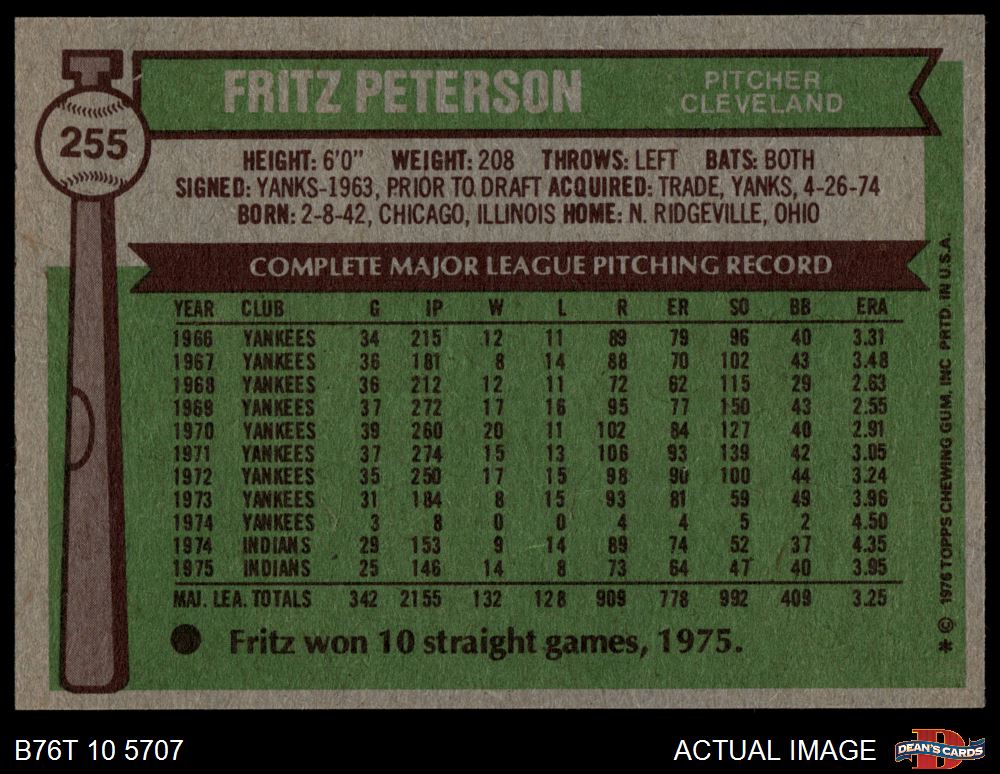 FRITZ PETERSON PITCHER CLEVELAND
255
HEIGHT: 6'0" WEIGHT: 208 THROWS: LEFT BATS: BOTH
SIGNED: YANKS-1963, PRIOR TO DRAFT ACQUIRED: TRADE, YANKS, 4-26-74
BORN: 2-8-42, CHICAGO, ILLINOIS HOME: N. RIDGEVILLE, OHIO
COMPLETE MAJOR LEAGUE PITCHING RECORD
YEAR CLUB G IP W L R ER SO BB ERA
1966 YANKEES 34 215 12 11 89 79 96 40 3.31
1967 YANKEES 36 181 8 14 88 70 102 43 3.48
1968 YANKEES 36 212 12 11 72 62 115 29 2.63
1969 YANKEES 37 272 17 16 95 77 150 43 2.55
1970 YANKEES 39 260 20 11 102 84 127 40 2.91
1971 YANKEES 37 274 15 13 106 93 139 42 3.05
1972 YANKEES 35 250 17 15 98 90 100 44 3.24
1973 YANKEES 31 184 8 15 93 81 59 49 3.96
1974 YANKEES 3 8 0 0 4 4 5 2 4.50
1974 INDIANS 29 153 9 14 89 74 52 37 4.35
1975 INDIANS 25 146 14 8 73 64 47 40 3.95
MAJ. LEA. TOTALS 342 2155 132 128 909 778 992 409 3.25
● Fritz won 10 straight games, 1975.
* © 1976 TOPPS CHEWING GUM, INC PRTD. IN U.S.A.
B76T 10 5707 ACTUAL IMAGE DEAN'S CARDS